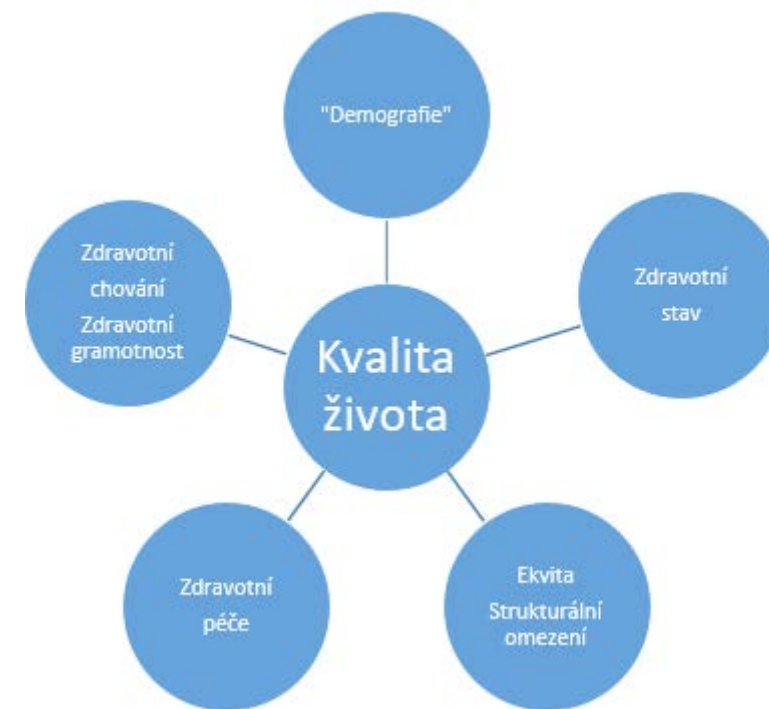 "Demografie"
Zdravotní
chování
Zdravotní
gramotnost
Zdravotní
stav
Kvalita
života
Zdravotní
péče
Ekvita
Strukturální
omezení